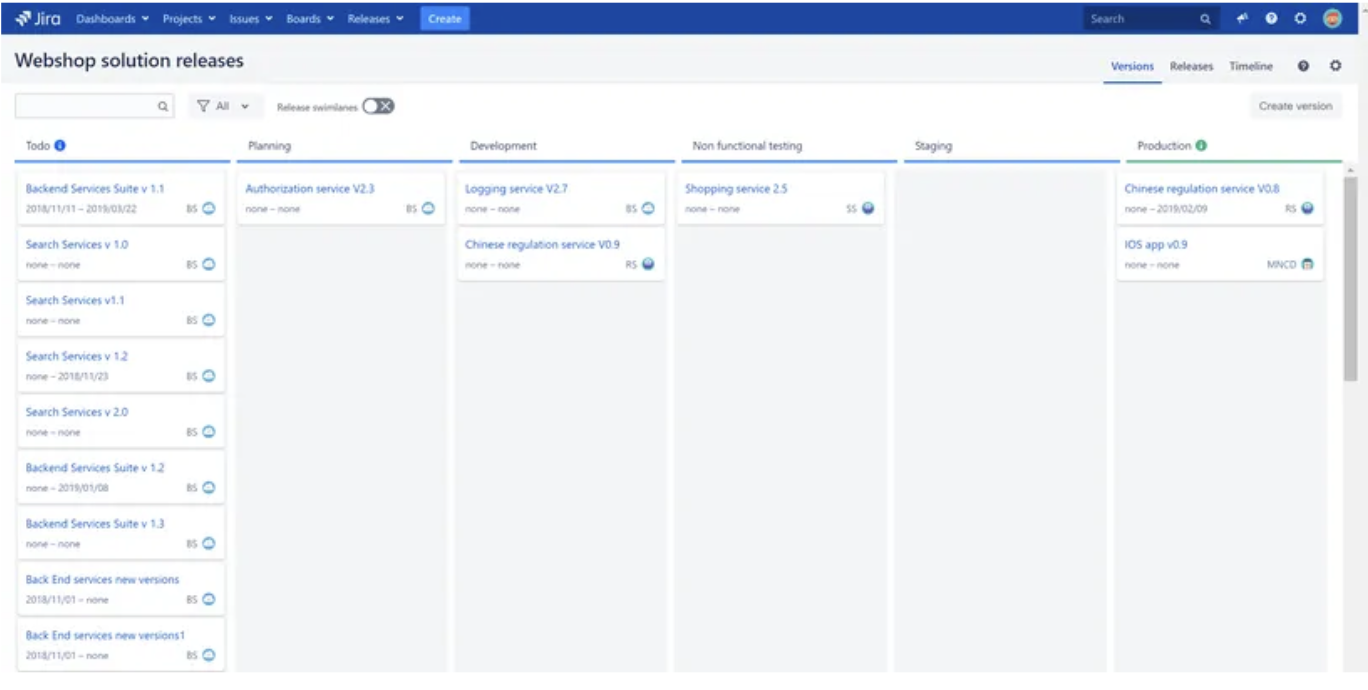 Jira Dashboards Projects Issues Boards Releases Create Search
Webshop solution releases
Versions Releases Timeline
All Release swimlanes Create version
Todo Planning Development Non functional testing Staging Production
Backend Services Suite v 1.1
2018/11/11 – 2019/03/22 BS
Search Services v 1.0
none – none BS
Search Services v1.1
none – none BS
Search Services v 1.2
none – 2018/11/23 BS
Search Services v 2.0
none – none BS
Backend Services Suite v 1.2
none – 2019/01/08 BS
Backend Services Suite v 1.3
none – none BS
Back End services new versions
2018/11/01 – none BS
Back End services new versions1
2018/11/01 – none BS
Authorization service V2.3
none – none BS
Logging service V2.7
none – none BS
Chinese regulation service V0.9
none – none RS
Shopping service 2.5
none – none SS
Chinese regulation service V0.8
none – 2019/02/09 RS
IOS app v0.9
none – none MNCD